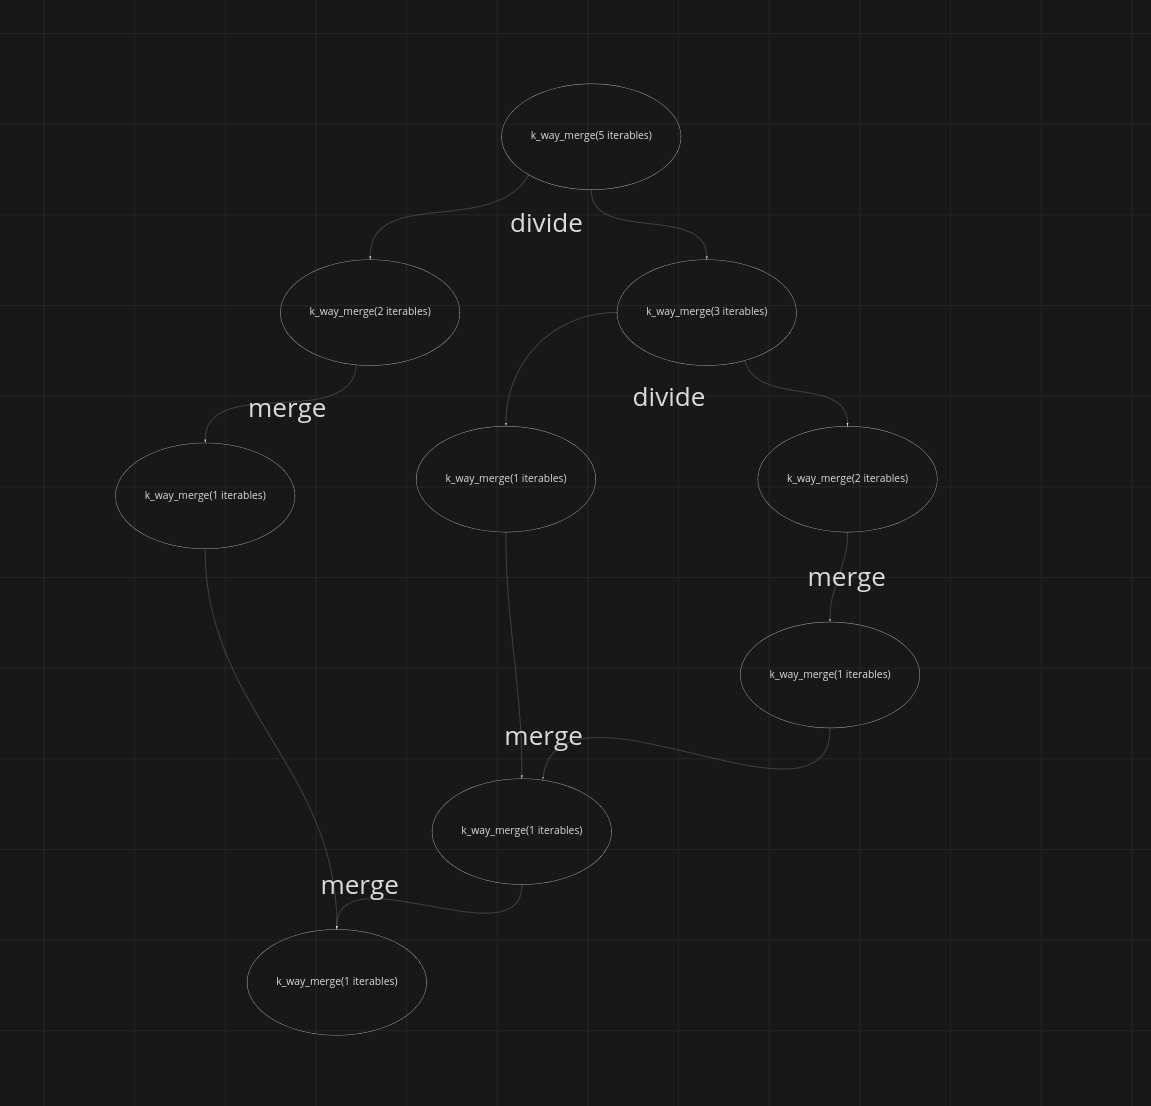 k_way_merge(5 iterables)
divide
k_way_merge(2 iterables)
k_way_merge(3 iterables)
divide
merge
k_way_merge(1 iterables)
k_way_merge(1 iterables)
k_way_merge(2 iterables)
merge
k_way_merge(1 iterables)
merge
k_way_merge(1 iterables)
merge
k_way_merge(1 iterables)